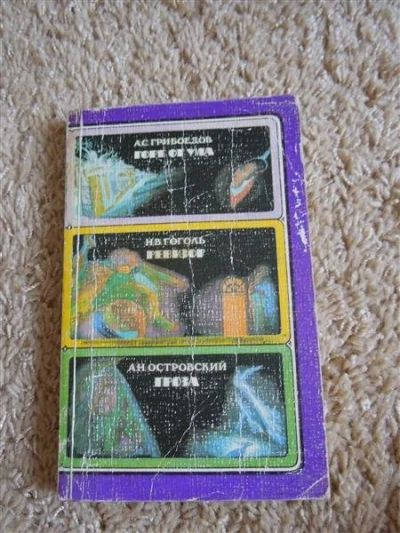 А.С.ГРИБОЕДОВ
ГОРЕ ОТ УМА
Н.В.ГОГОЛЬ
РЕВИЗОР
А.Н.ОСТРОВСКИЙ
ГРОЗА